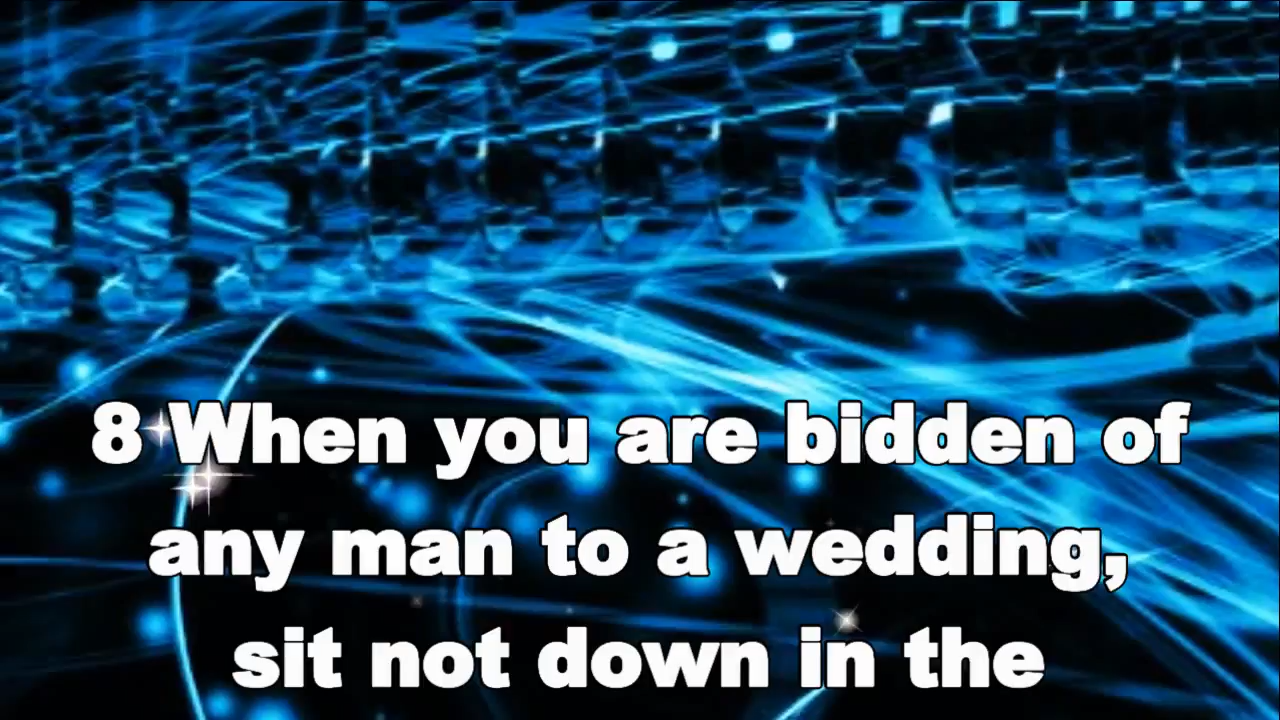 8 When you are bidden of
any man to a wedding,
sit not down in the